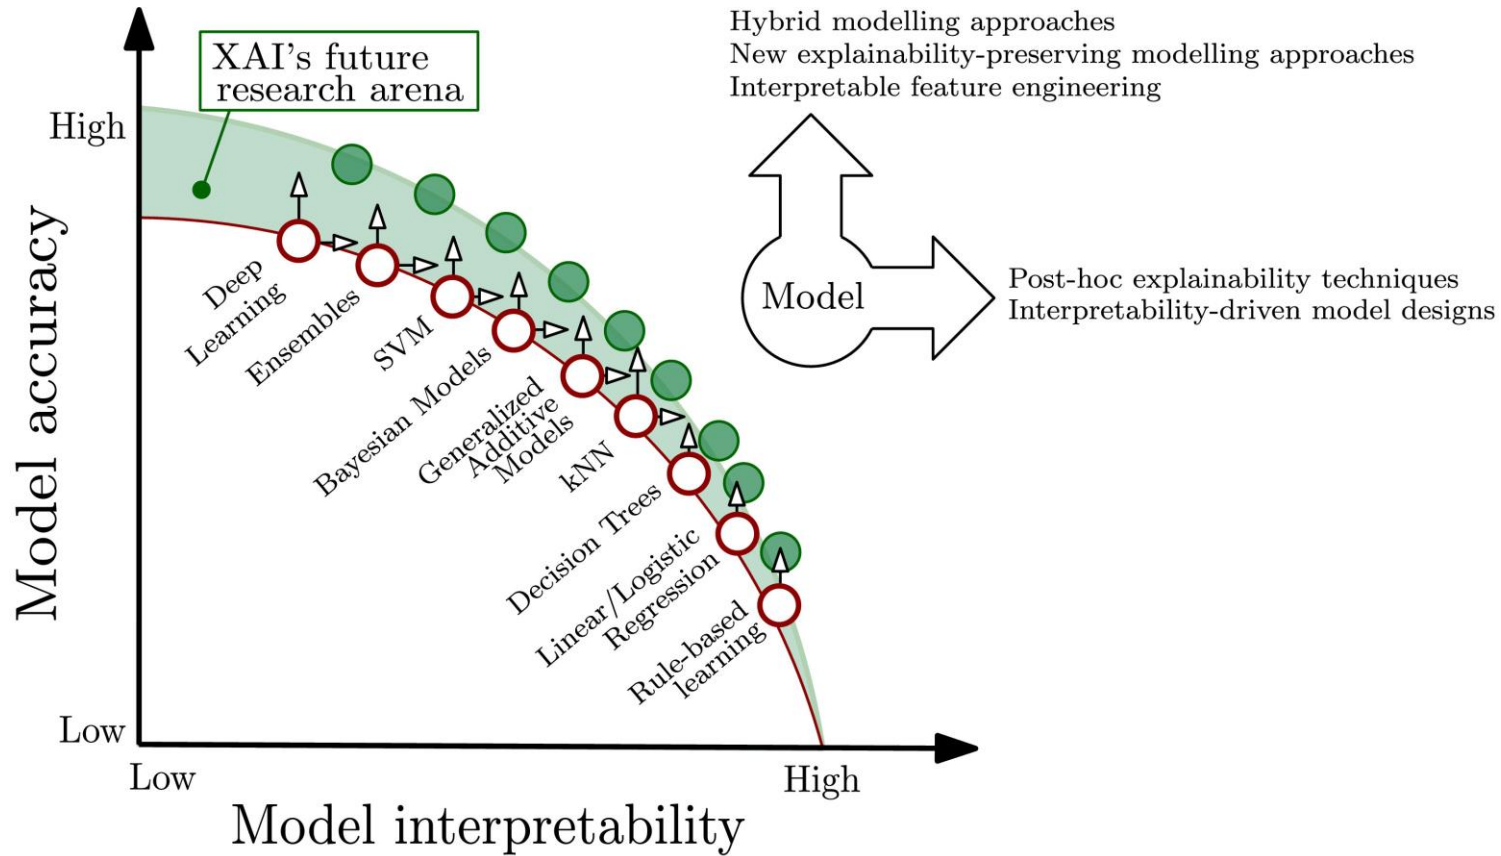 Hybrid modelling approaches
New explainability-preserving modelling approaches
Interpretable feature engineering
XAI's future
research arena
High
Model accuracy
Model
Post-hoc explainability techniques
Interpretability-driven model designs
Deep
Learning
Ensembles
SVM
Bayesian Models
Generalized
Additive
Models
kNN
Decision Trees
Linear/Logistic
Regression
Rule-based
learning
Low
Low
High
Model interpretability